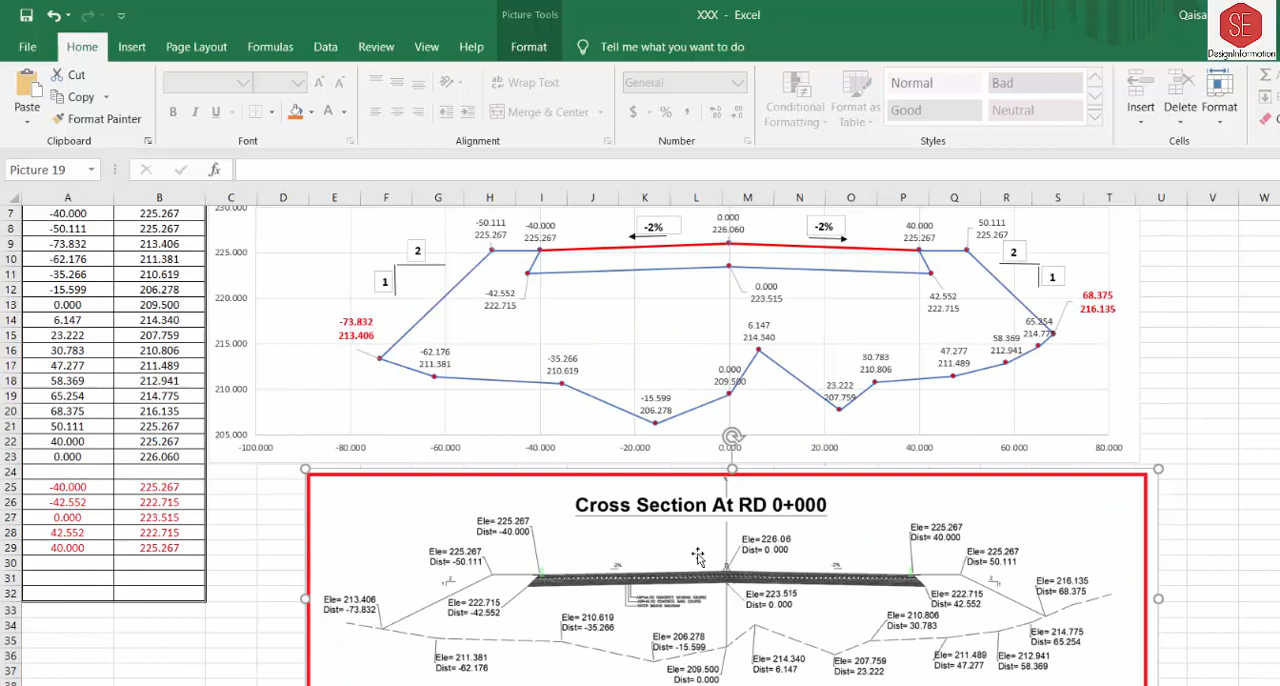 Picture Tools
XXX - Excel
Qaisa
SE
DesignInformation
File Home Insert Page Layout Formulas Data Review View Help Format Tell me what you want to do
Paste
Cut
Copy
Format Painter
Clipboard
B I U
A A
A
Font
Wrap Text
Merge & Center
Alignment
General
$ % ,
Number
Conditional Formatting
Format as Table
Normal Bad
Good Neutral
Styles
Insert Delete Format
Cells
Picture 19
fx
A B C D E F G H I J K L M N O P Q R S T U V W
7 -40.000 225.267
8 -50.111 225.267
9 -73.832 213.406
10 -62.176 211.381
11 -35.266 210.619
12 -15.599 206.278
13 0.000 209.500
14 6.147 214.340
15 23.222 207.759
16 30.783 210.806
17 47.277 211.489
18 58.369 212.941
19 65.254 214.775
20 68.375 216.135
21 50.111 225.267
22 40.000 225.267
23 0.000 226.060
24
25 -40.000 225.267
26 -42.552 222.715
27 0.000 223.515
28 42.552 222.715
29 40.000 225.267
30
31
32
33
34
35
36
37
230.000
225.000
220.000
215.000
210.000
205.000
-100.000 -80.000 -60.000 -40.000 -20.000 0.000 20.000 40.000 60.000 80.000
-50.111
225.267
-40.000
225.267
-2%
0.000
226.060
-2%
40.000
225.267
50.111
225.267
2
1
2
1
-42.552
222.715
0.000
223.515
42.552
222.715
68.375
216.135
-73.832
213.406
-62.176
211.381
-35.266
210.619
-15.599
206.278
0.000
209.500
6.147
214.340
23.222
207.759
30.783
210.806
47.277
211.489
58.369
212.941
65.254
214.775
Cross Section At RD 0+000
Ele= 225.267
Dist= -40.000
Ele= 226.06
Dist= 0.000
Ele= 225.267
Dist= 40.000
Ele= 225.267
Dist= -50.111
Ele= 225.267
Dist= 50.111
-2%
-2%
Ele= 213.406
Dist= -73.832
Ele= 222.715
Dist= -42.552
Ele= 223.515
Dist= 0.000
Ele= 222.715
Dist= 42.552
Ele= 216.135
Dist= 68.375
Ele= 210.619
Dist= -35.266
Ele= 210.806
Dist= 30.783
Ele= 211.381
Dist= -62.176
Ele= 206.278
Dist= -15.599
Ele= 209.500
Dist= 0.000
Ele= 214.340
Dist= 6.147
Ele= 207.759
Dist= 23.222
Ele= 211.489
Dist= 47.277
Ele= 212.941
Dist= 58.369
Ele= 214.775
Dist= 65.254